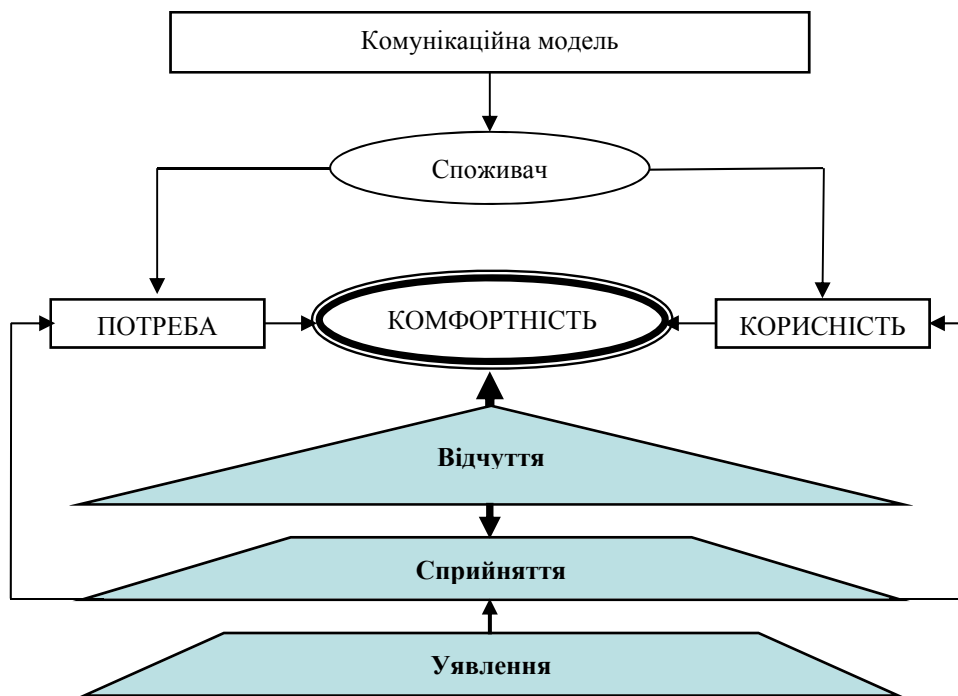 Комунікаційна модель
Споживач
ПОТРЕБА
КОМФОРТНІСТЬ
КОРИСНІСТЬ
Відчуття
Сприйняття
Уявлення